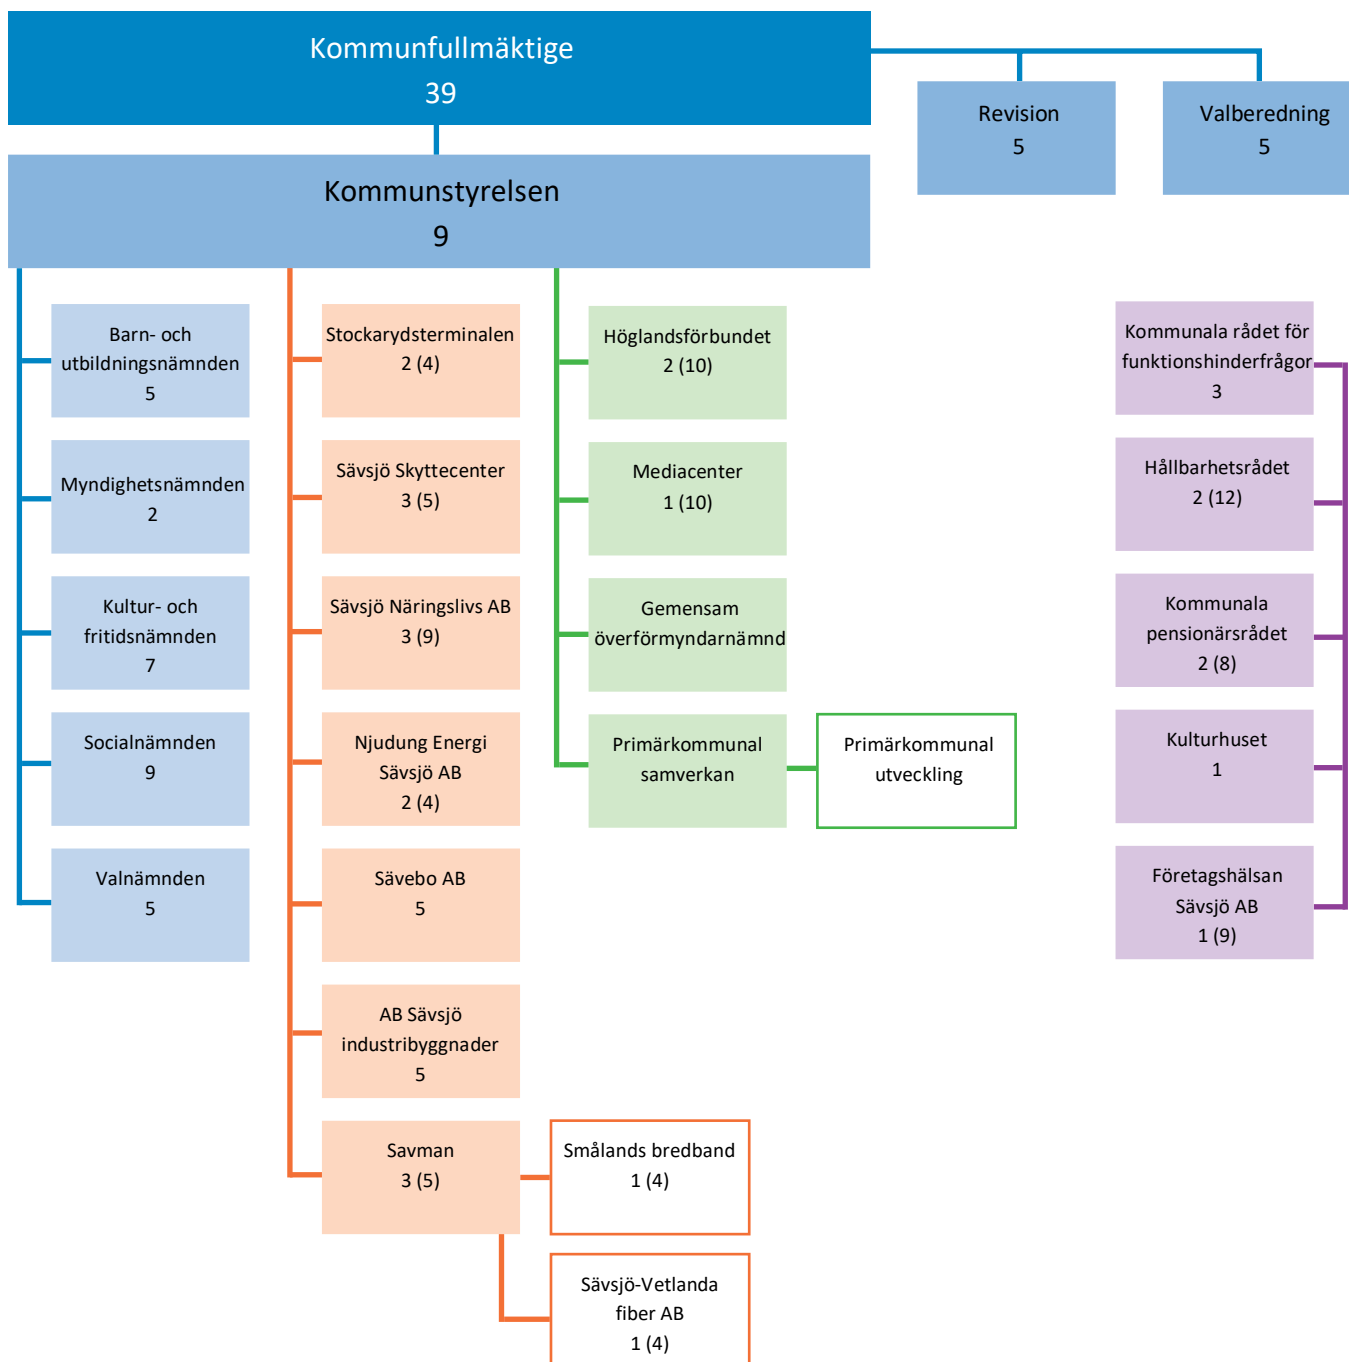 Kommunfullmäktige
39
Revision
5
Valberedning
5
Kommunstyrelsen
9
Barn- och
utbildningsnämnden
5
Myndighetsnämnden
2
Kultur- och
fritidsnämnden
7
Socialnämnden
9
Valnämnden
5
Stockarydsterminalen
2 (4)
Sävsjö Skyttecenter
3 (5)
Sävsjö Näringslivs AB
3 (9)
Njudung Energi
Sävsjö AB
2 (4)
Sävebo AB
5
AB Sävsjö
industribyggnader
5
Savman
3 (5)
Smålands bredband
1 (4)
Sävsjö-Vetlanda
fiber AB
1 (4)
Höglandsförbundet
2 (10)
Mediacenter
1 (10)
Gemensam
överförmyndarnämnd
Primärkommunal
samverkan
Primärkommunal
utveckling
Kommunala rådet för
funktionshinderfrågor
3
Hållbarhetsrådet
2 (12)
Kommunala
pensionärsrådet
2 (8)
Kulturhuset
1
Företagshälsan
Sävsjö AB
1 (9)